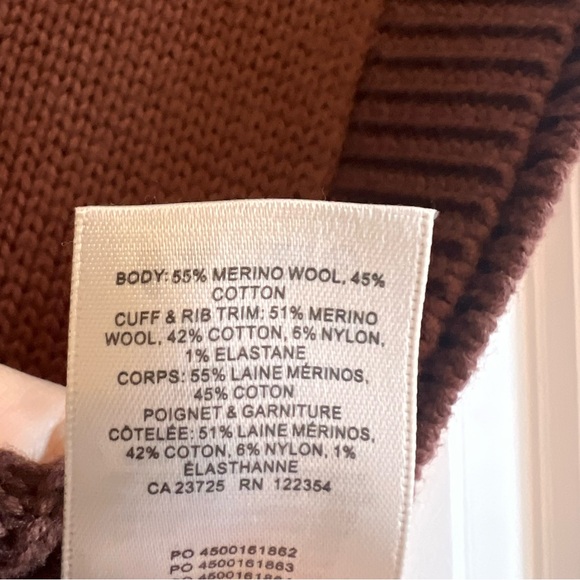 BODY: 55% MERINO WOOL, 45%
COTTON
CUFF & RIB TRIM: 51% MERINO
WOOL, 42% COTTON, 6% NYLON,
1% ELASTANE
CORPS: 55% LAINE MÉRINOS,
45% COTON
POIGNET & GARNITURE
CÔTELÉE: 51% LAINE MÉRINOS,
42% COTON, 6% NYLON, 1%
ÉLASTHANNE
CA 23725 RN 122354
PO 4500161862
PO 4500161863